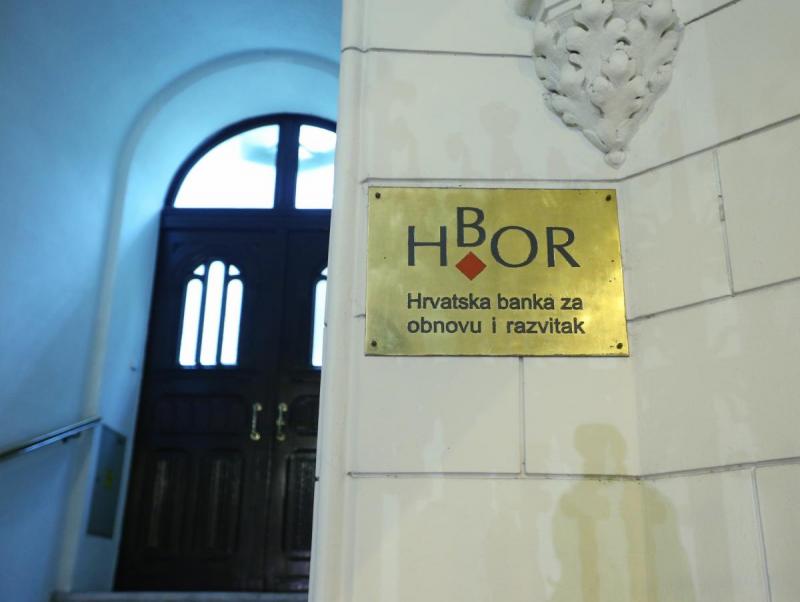 HBOR
Hrvatska banka za
obnovu i razvitak